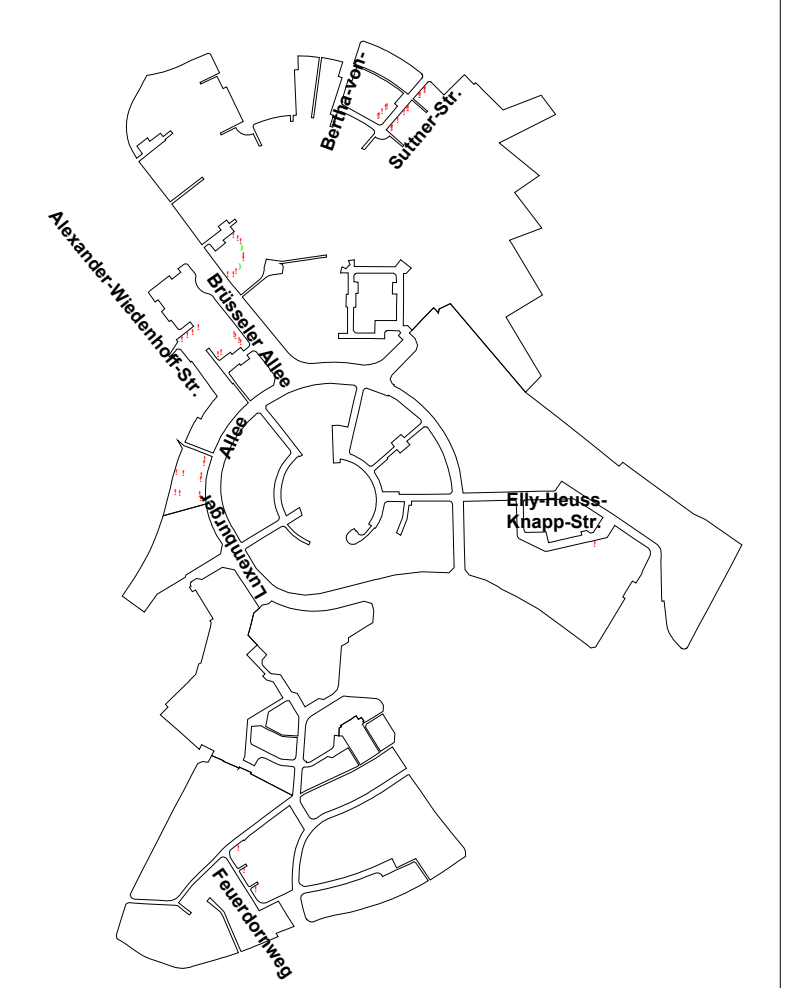 Bertha-von-
Suttner-Str.
Alexander-Wiedenhoff-Str.
Brüsseler Allee
Luxemburger
Allee
Elly-Heuss-
Knapp-Str.
Feuerdornweg